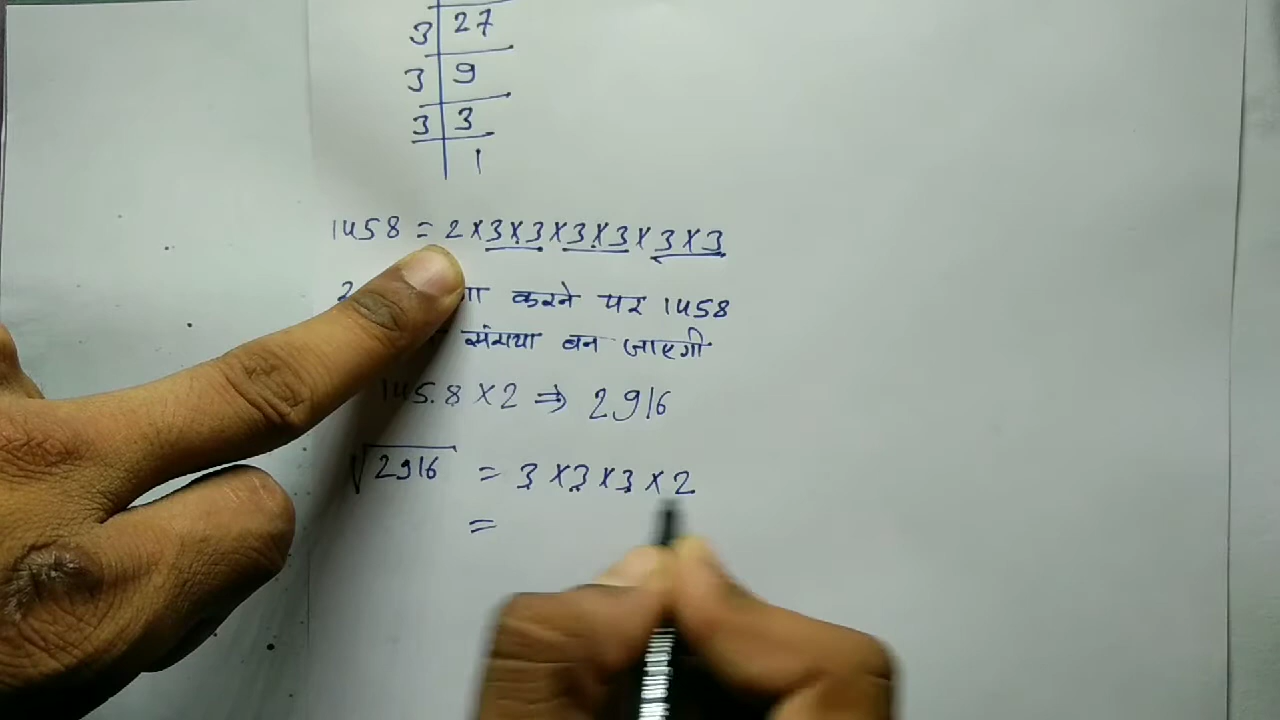 3 | 27
3 | 9
3 | 3
1
1458 = 2 × 3 × 3 × 3 × 3 × 3 × 3
2 करने पर 1458
संख्या बन जाएगी
1458 × 2 ⇒ 2916
√2916 = 3 × 3 × 3 × 2
=